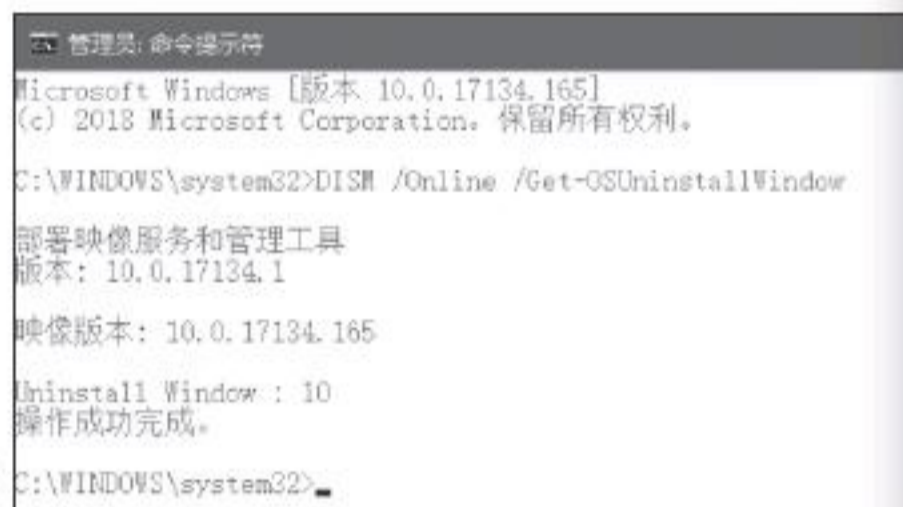 管理员: 命令提示符
Microsoft Windows [版本 10.0.17134.165]
(c) 2018 Microsoft Corporation。保留所有权利。
C:\WINDOWS\system32>DISM /Online /Get-OSUninstallWindow
部署映像服务和管理工具
版本: 10.0.17134.1
映像版本: 10.0.17134.165
Uninstall Window : 10
操作成功完成。
C:\WINDOWS\system32>